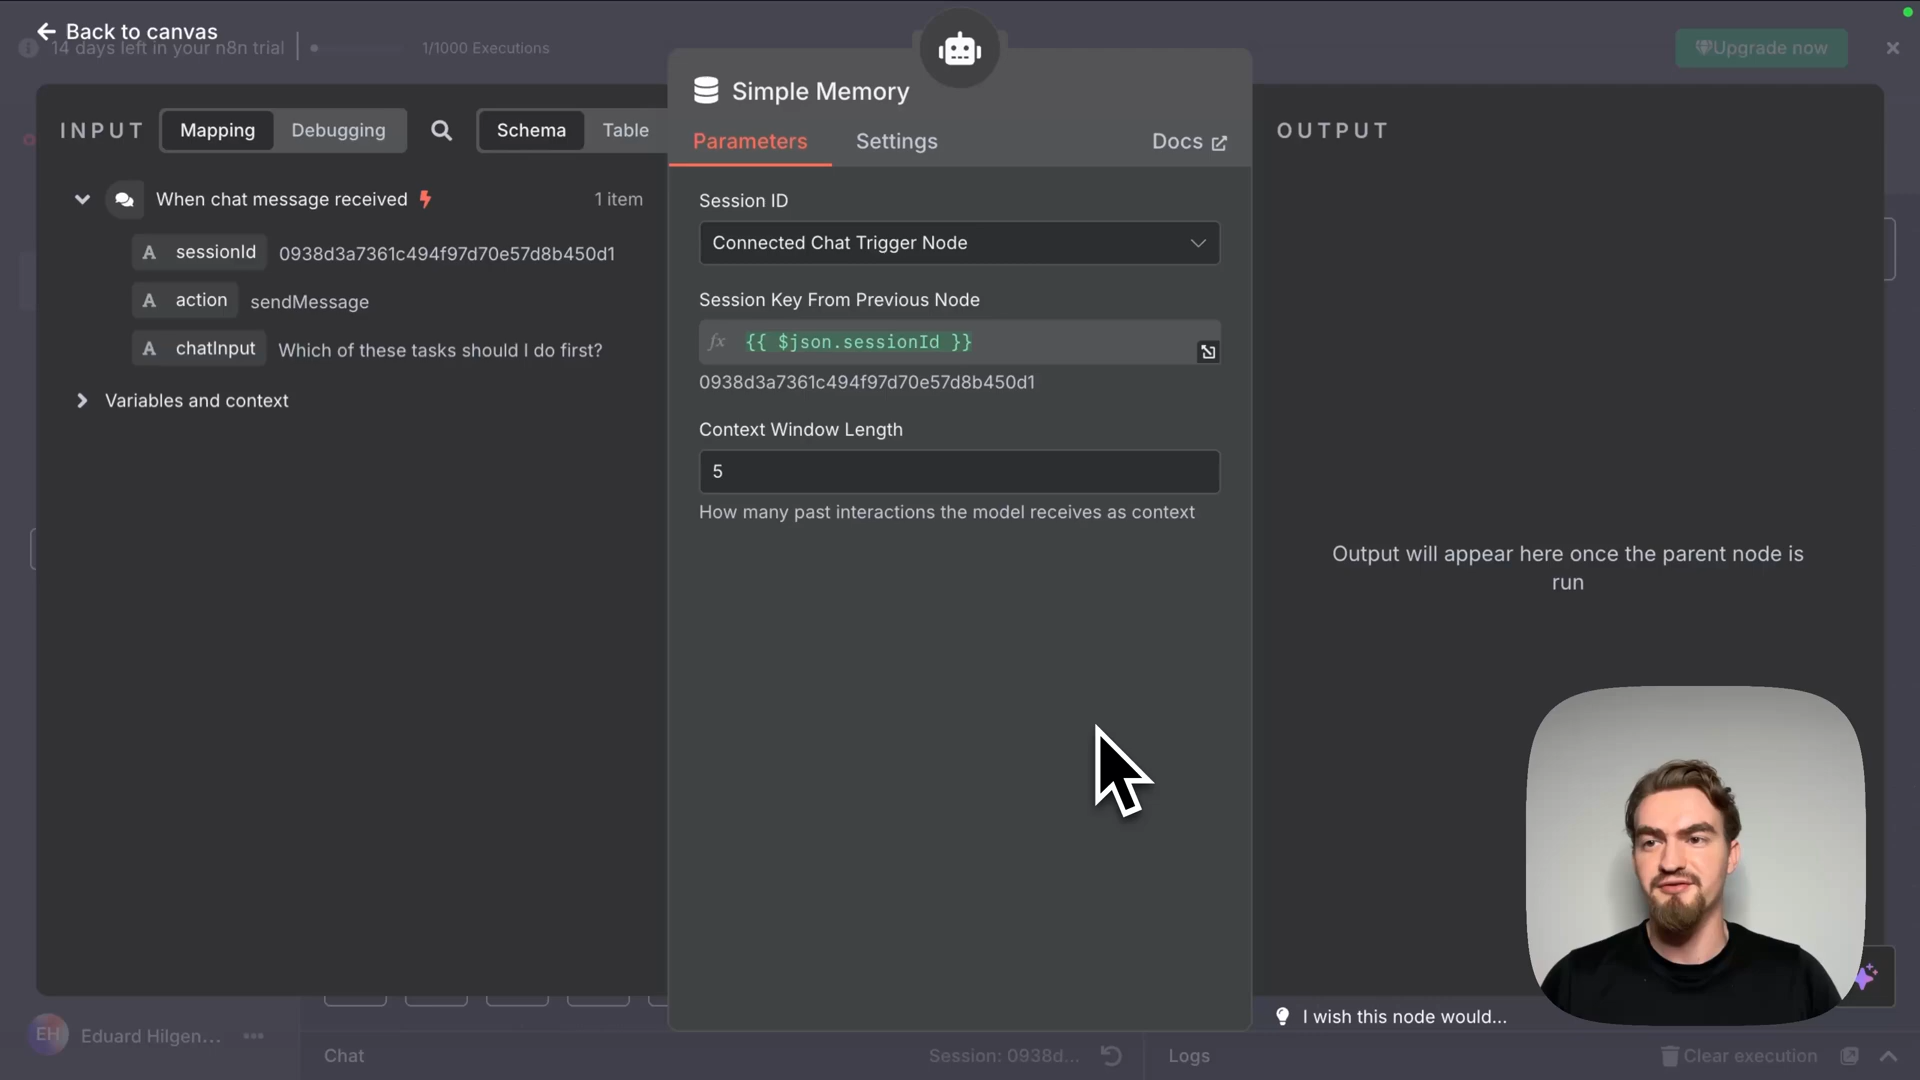 Back to canvas
14 days left in your n8n trial
1/1000 Executions
Upgrade now
INPUT
Mapping
Debugging
Schema
Table
When chat message received
1 item
A sessionId 0938d3a7361c494f97d70e57d8b450d1
A action sendMessage
A chatInput Which of these tasks should I do first?
Variables and context
Simple Memory
Parameters
Settings
Docs
Session ID
Connected Chat Trigger Node
Session Key From Previous Node
fx {{ $json.sessionId }}
0938d3a7361c494f97d70e57d8b450d1
Context Window Length
5
How many past interactions the model receives as context
OUTPUT
Output will appear here once the parent node is
run
I wish this node would...
EH Eduard Hilgen...
Chat
Session: 0938d...
Logs
Clear execution